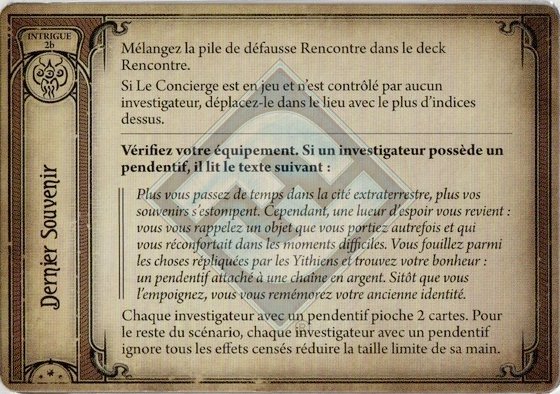 INTRIGUE
2b
Dernier Souvenir
Mélangez la pile de défausse Rencontre dans le deck
Rencontre.
Si Le Concierge est en jeu et n'est contrôlé par aucun
investigateur, déplacez-le dans le lieu avec le plus d'indices
dessus.
Vérifiez votre équipement. Si un investigateur possède un
pendentif, il lit le texte suivant :
Plus vous passez de temps dans la cité extraterrestre, plus vos
souvenirs s'estompent. Cependant, une lueur d'espoir vous revient :
vous vous rappelez un objet que vous portiez autrefois et qui
vous réconfortait dans les moments difficiles. Vous fouillez parmi
les choses répliquées par les Yithiens et trouvez votre bonheur :
un pendentif attaché à une chaîne en argent. Sitôt que vous
l'empoignez, vous vous remémorez votre ancienne identité.
Chaque investigateur avec un pendentif pioche 2 cartes. Pour
le reste du scénario, chaque investigateur avec un pendentif
ignore tous les effets censés réduire la taille limite de sa main.